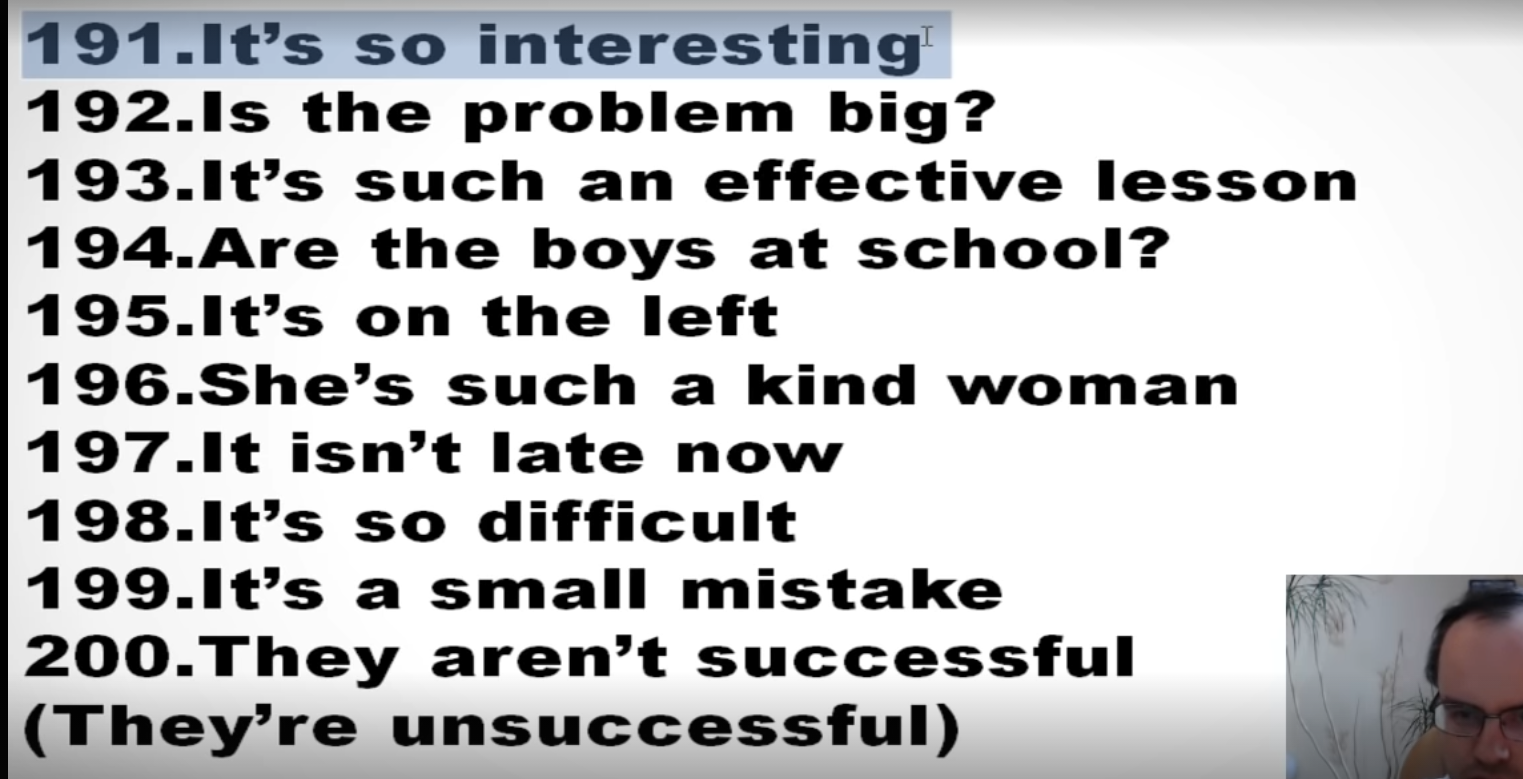 191.It’s so interesting
192.Is the problem big?
193.It’s such an effective lesson
194.Are the boys at school?
195.It’s on the left
196.She’s such a kind woman
197.It isn’t late now
198.It’s so difficult
199.It’s a small mistake
200.They aren’t successful
(They’re unsuccessful)